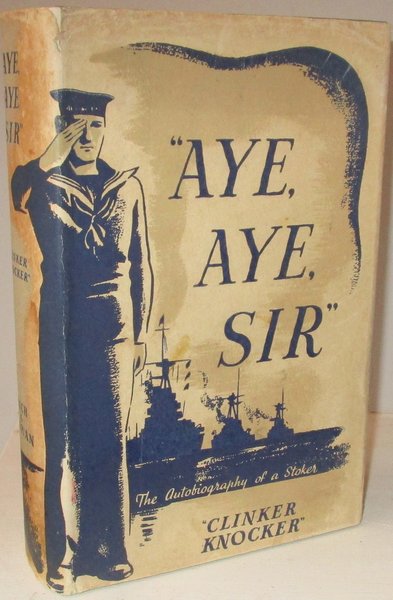 "AYE,
AYE,
SIR"
The Autobiography of a Stoker
"CLINKER
KNOCKER"
AYE,
AYE
SIR"